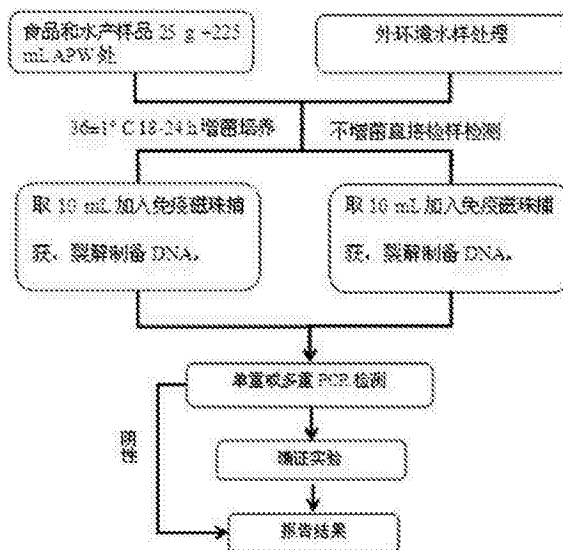 食品和水产样品 25 g +225
mL APW 处
外环境水样处理
36±1° C 18-24 h 增菌培养
不增菌直接检样检测
取 10 mL 加入免疫磁珠捕
获，裂解制备 DNA。
取 10 mL 加入免疫磁珠捕
获，裂解制备 DNA。
单重或多重 PCR 检测
阴性
确证实验
报告结果